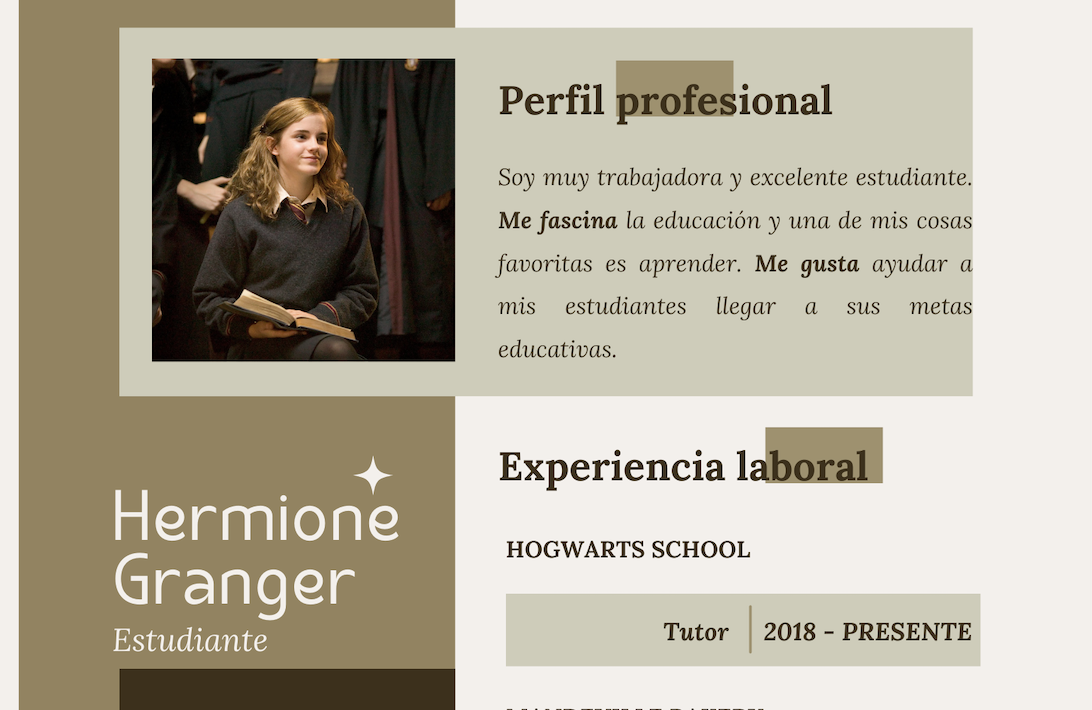 Perfil profesional
Soy muy trabajadora y excelente estudiante.
Me fascina la educación y una de mis cosas
favoritas es aprender. Me gusta ayudar a
mis estudiantes llegar a sus metas
educativas.
Hermione
Granger
Estudiante
Experiencia laboral
HOGWARTS SCHOOL
Tutor
2018 - PRESENTE